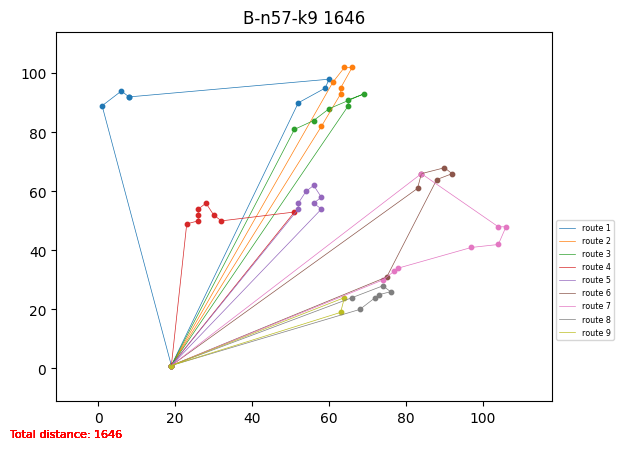 B-n57-k9 1646
100
80
60
40
20
0
0 20 40 60 80 100
route 1
route 2
route 3
route 4
route 5
route 6
route 7
route 8
route 9
Total distance: 1646